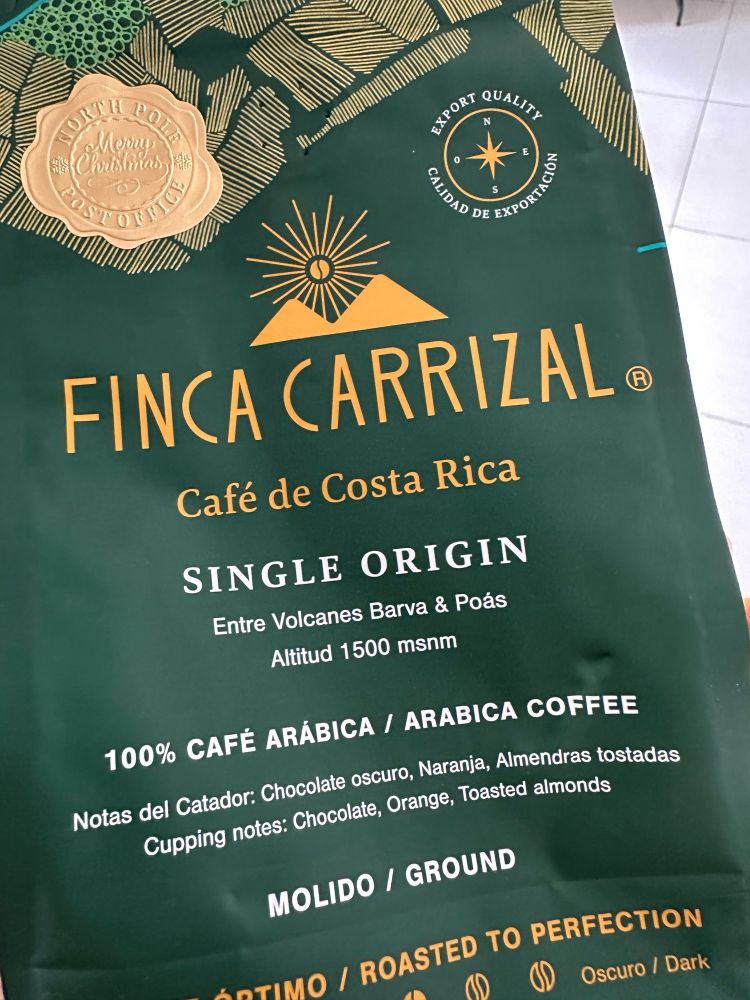 NORTH POLE
Merry
Christmas
POST OFFICE
EXPORT QUALITY
N
O E
S
CALIDAD DE EXPORTACIÓN
FINCA CARRIZAL®
Café de Costa Rica
SINGLE ORIGIN
Entre Volcanes Barva & Poás
Altitud 1500 msnm
100% CAFÉ ARÁBICA / ARABICA COFFEE
Notas del Catador: Chocolate oscuro, Naranja, Almendras tostadas
Cupping notes: Chocolate, Orange, Toasted almonds
MOLIDO / GROUND
ÓPTIMO / ROASTED TO PERFECTION
Oscuro / Dark